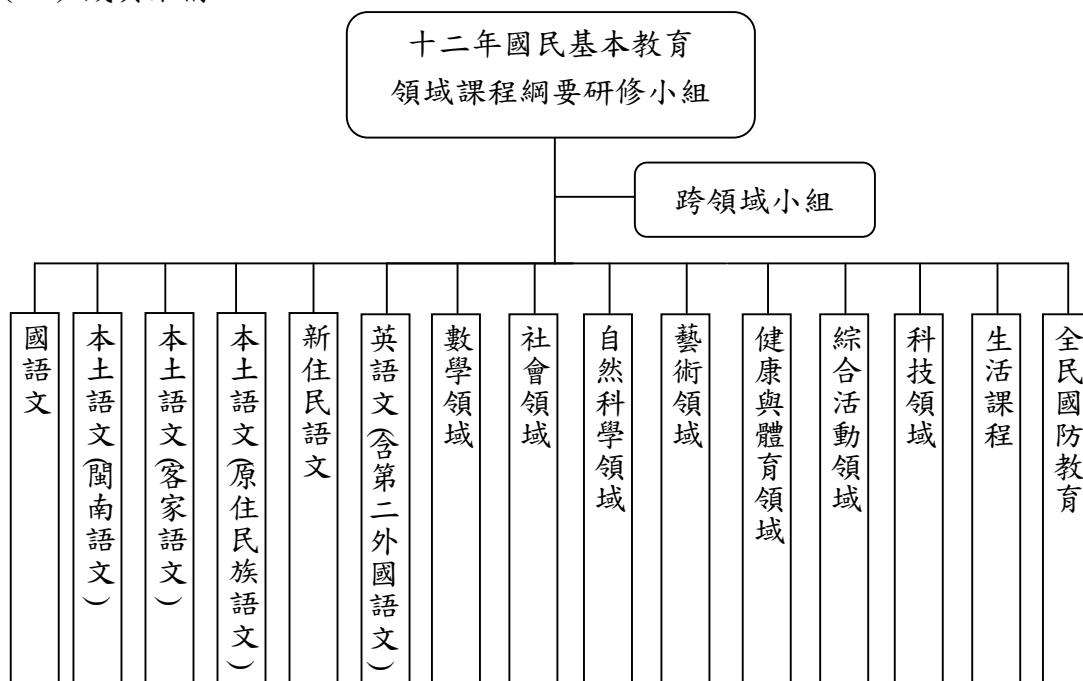 十二年國民基本教育
領域課程綱要研修小組
跨領域小組
國語文
本土語文(閩南語文)
本土語文(客家語文)
本土語文(原住民族語文)
新住民語文
英語文(含第二外國語文)
數學領域
社會領域
自然科學領域
藝術領域
健康與體育領域
綜合活動領域
科技領域
生活課程
全民國防教育